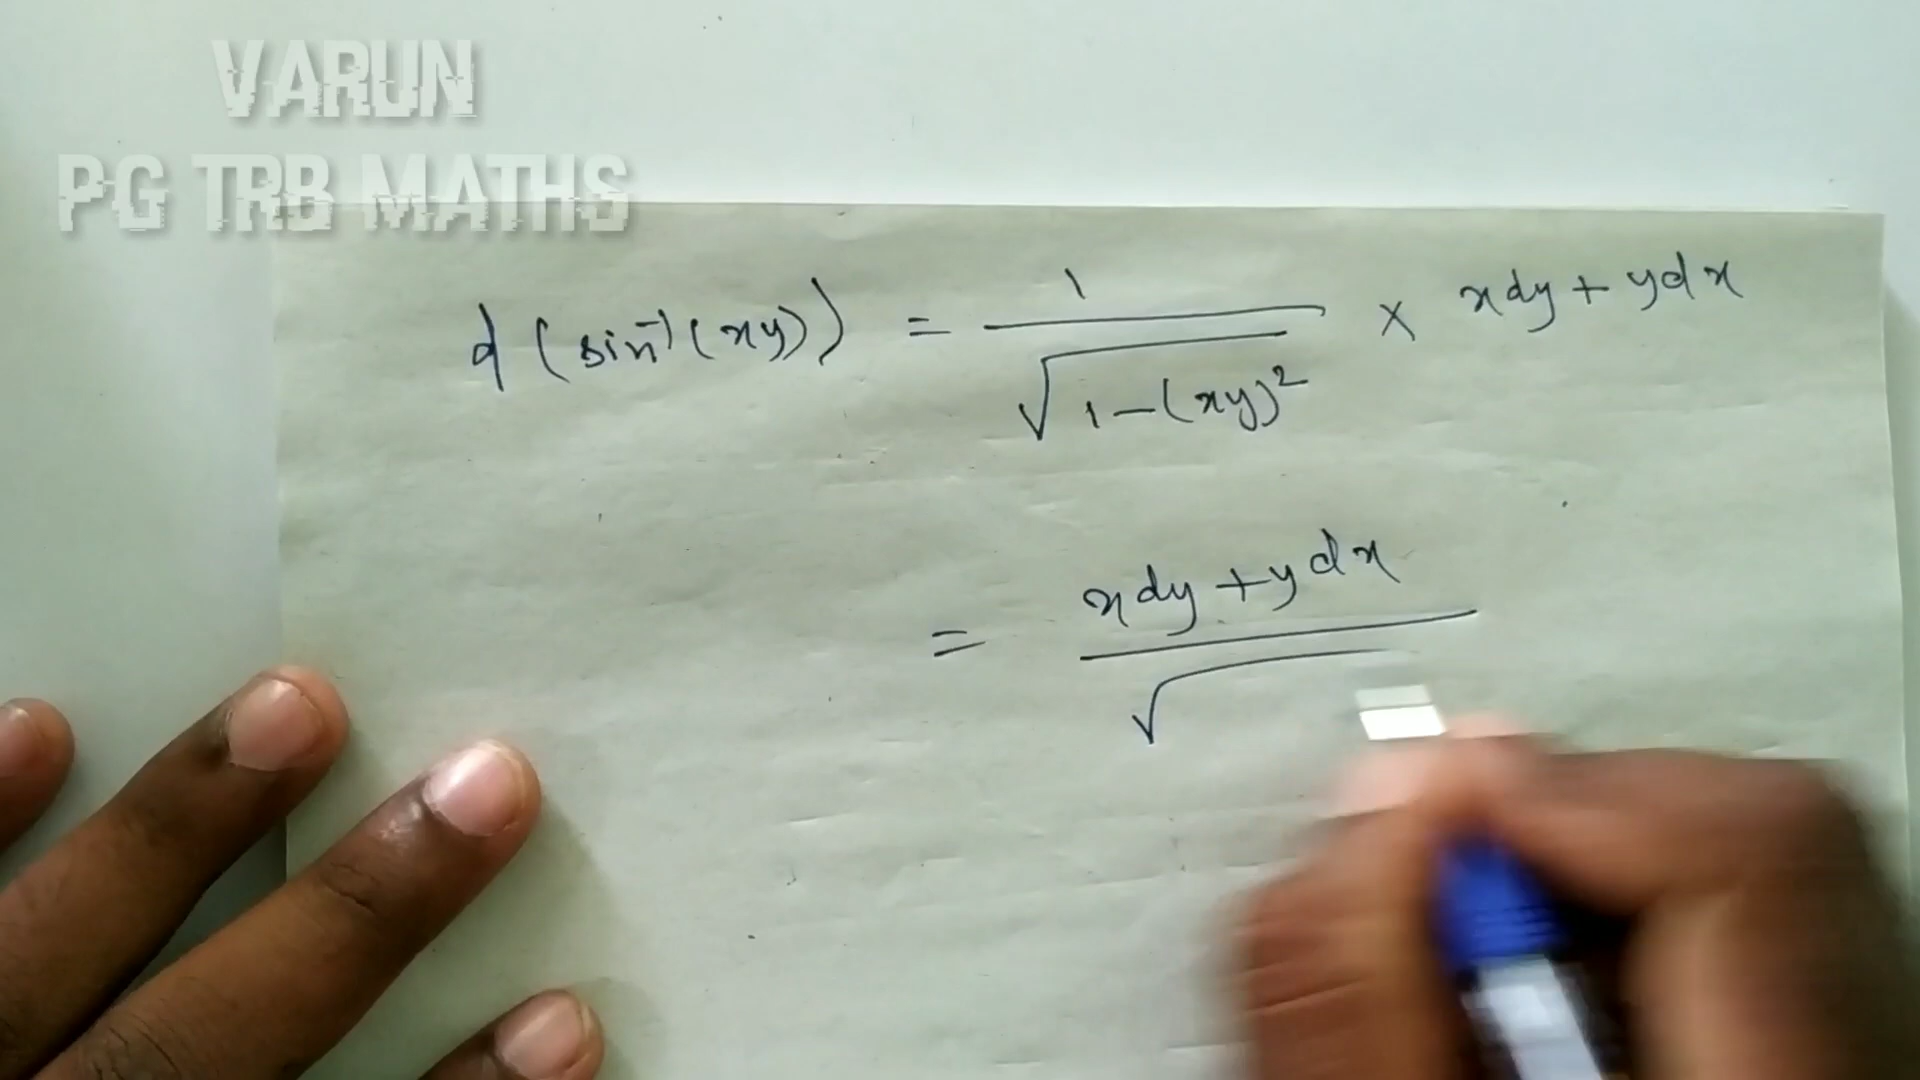 VARUN
PG TRB MATHS
d(sin⁻¹(xy)) = 1/√(1-(xy)²) × xdy + ydx
= xdy + ydx/√